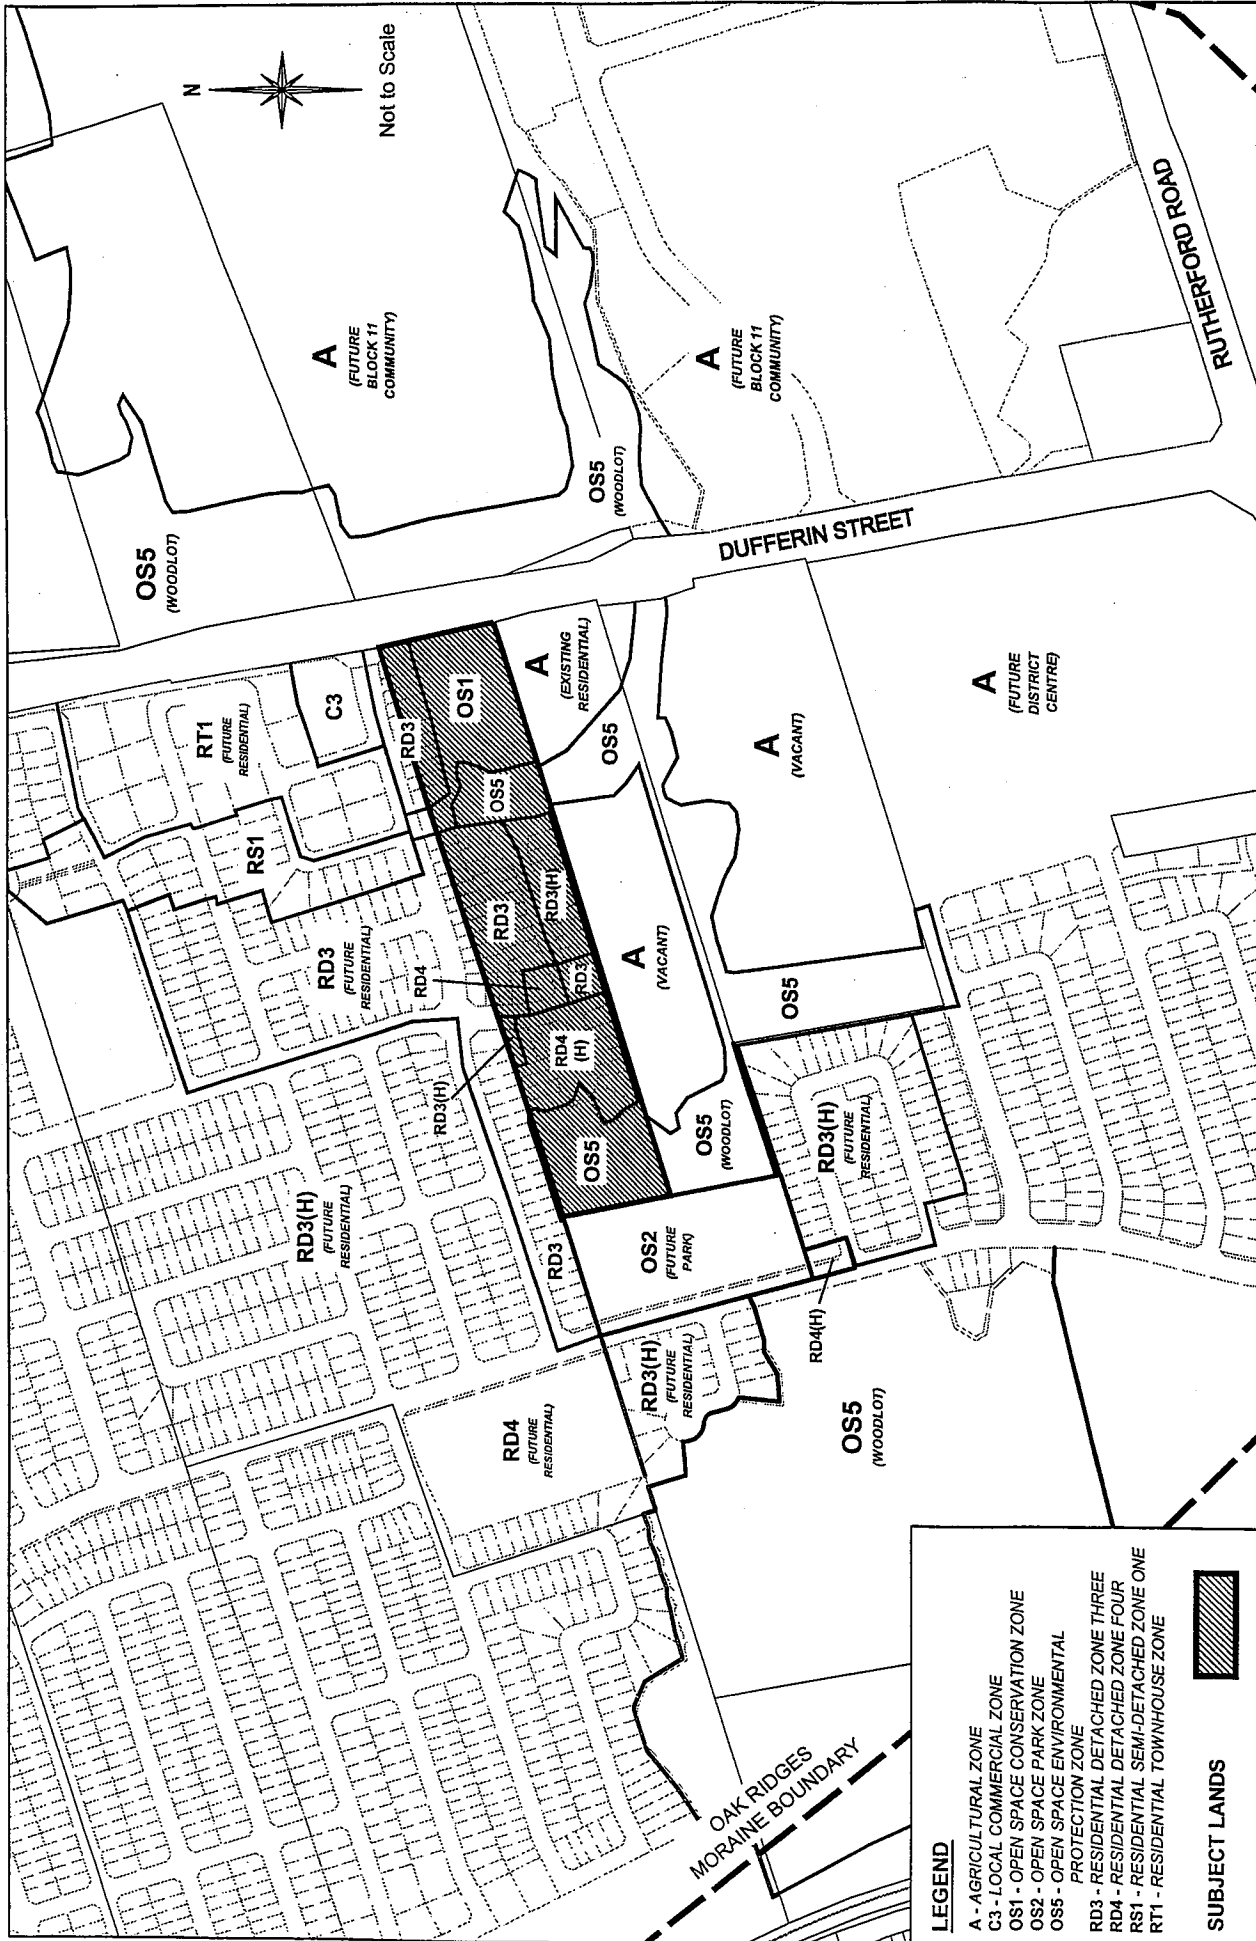 N
Not to Scale
OS5
(WOODLOT)
A
(FUTURE
BLOCK 11
COMMUNITY)
OS5
(WOODLOT)
A
(FUTURE
BLOCK 11
COMMUNITY)
RUTHERFORD ROAD
DUFFERIN STREET
RT1
(FUTURE
RESIDENTIAL)
C3
RS1
RD3
(FUTURE
RESIDENTIAL)
RD4
RD3
OS1
OS5
RD3
RD3(H)
RD3
RD4
(H)
OS5
RD3(H)
A
(EXISTING
RESIDENTIAL)
OS5
A
(VACANT)
A
(VACANT)
A
(FUTURE
DISTRICT
CENTRE)
OS5
OS5
(WOODLOT)
RD3(H)
(FUTURE
RESIDENTIAL)
RD3(H)
(FUTURE
RESIDENTIAL)
RD3
OS2
(FUTURE
PARK)
RD4(H)
RD3(H)
(FUTURE
RESIDENTIAL)
RD4
(FUTURE
RESIDENTIAL)
OS5
(WOODLOT)
OAK RIDGES
MORAINE BOUNDARY
LEGEND
A - AGRICULTURAL ZONE
C3 - LOCAL COMMERCIAL ZONE
OS1 - OPEN SPACE CONSERVATION ZONE
OS2 - OPEN SPACE PARK ZONE
OS5 - OPEN SPACE ENVIRONMENTAL
PROTECTION ZONE
RD3 - RESIDENTIAL DETACHED ZONE THREE
RD4 - RESIDENTIAL DETACHED ZONE FOUR
RS1 - RESIDENTIAL SEMI-DETACHED ZONE ONE
RT1 - RESIDENTIAL TOWNHOUSE ZONE
SUBJECT LANDS